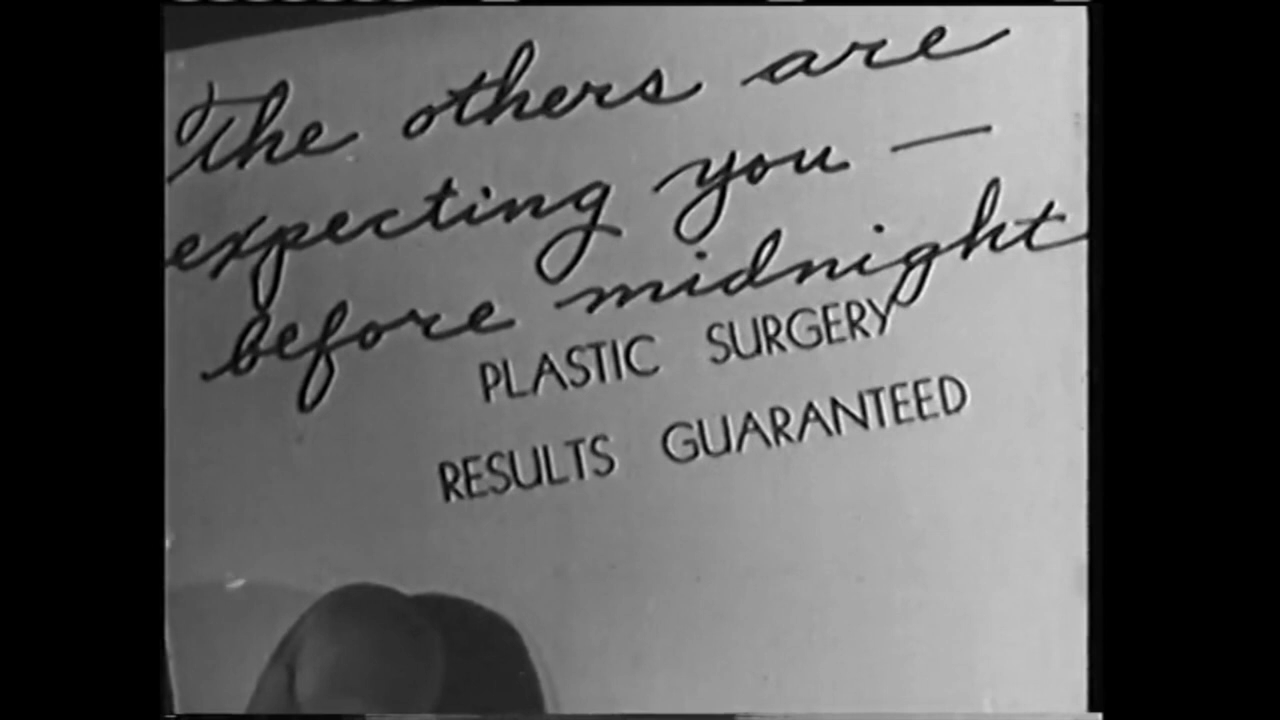 The others are
expecting you —
before midnight
PLASTIC SURGERY
RESULTS GUARANTEED